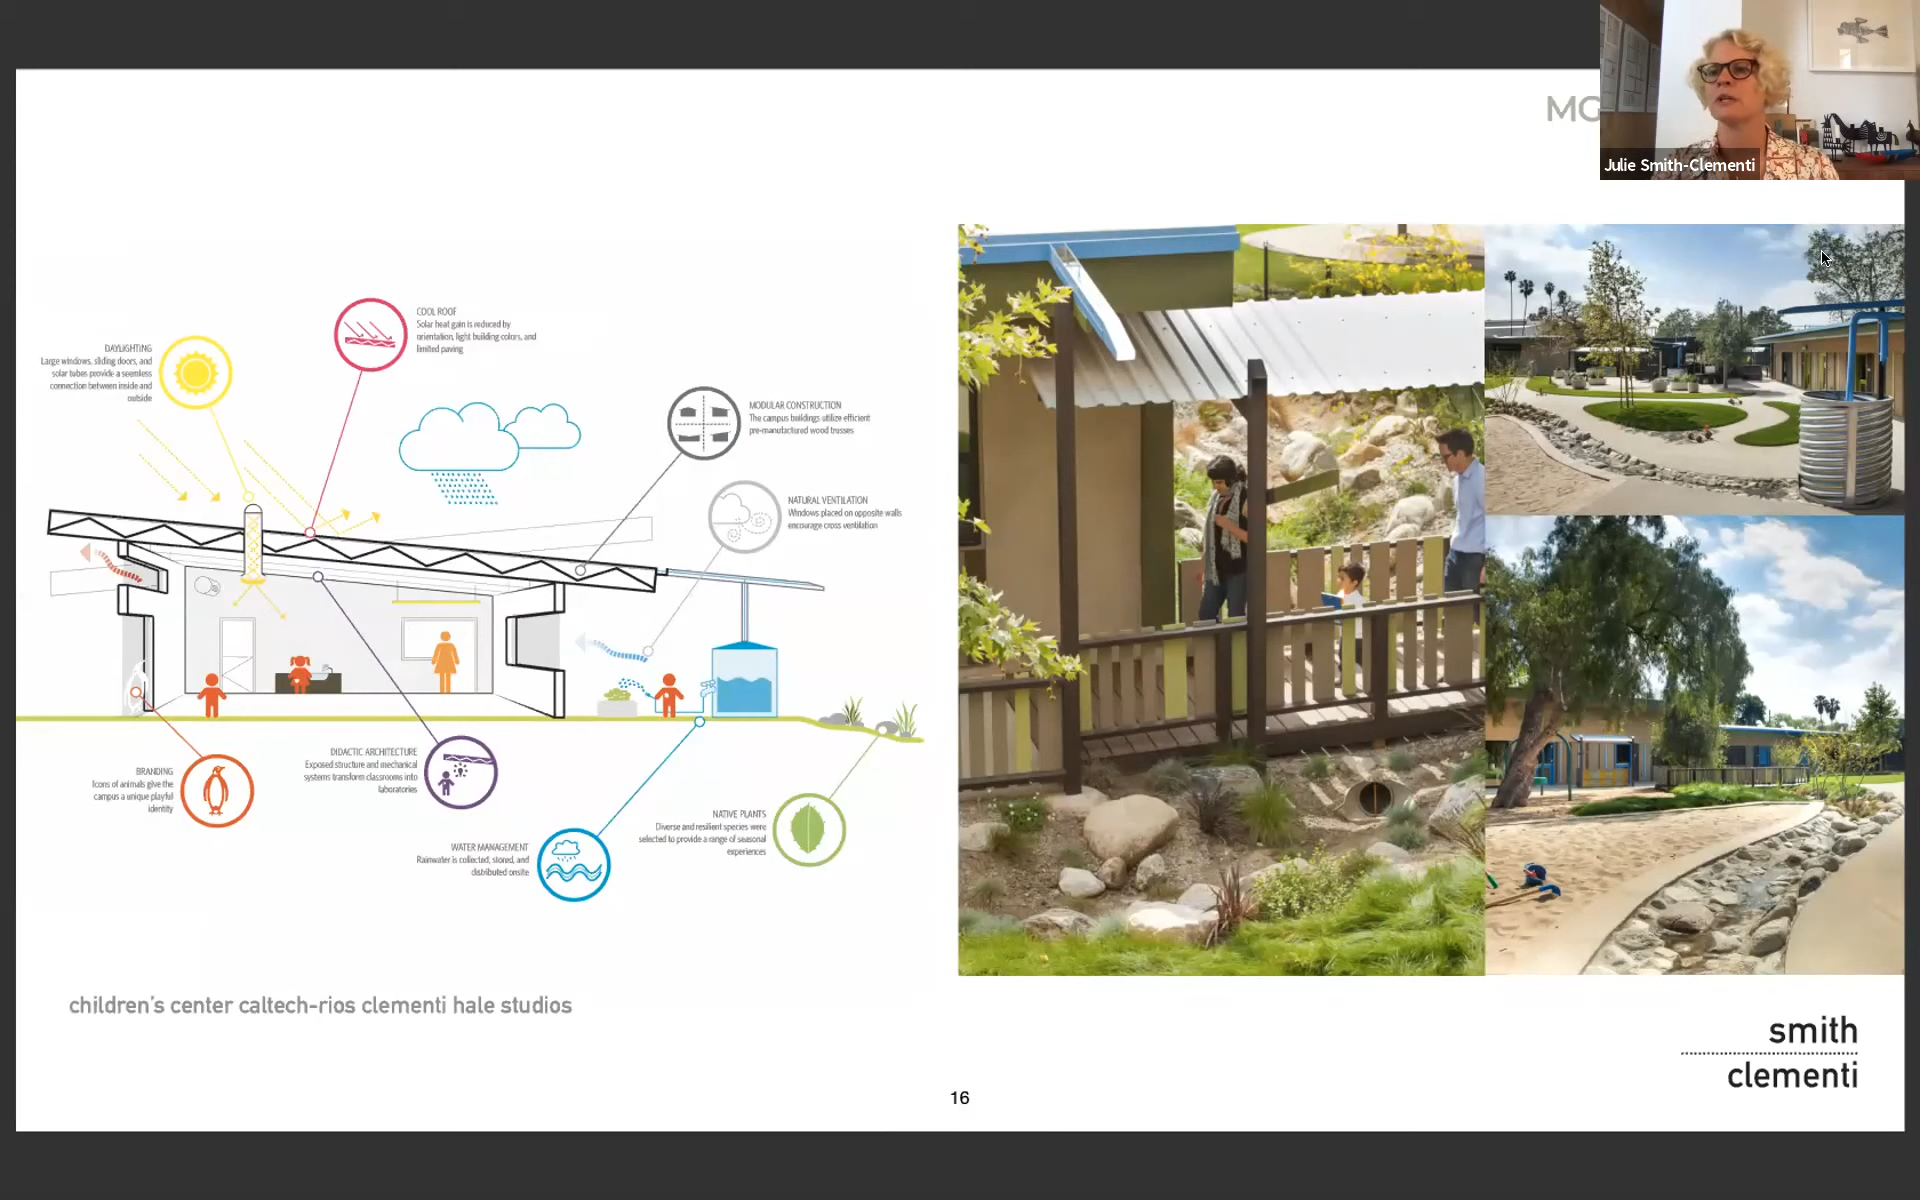 MG
Julie Smith-Clementi
COOL ROOF
Solar heat gain is reduced by
orientation, light building colors, and
limited paving
DAYLIGHTING
Large windows, sliding doors, and
solar tubes provide a seamless
connection between inside and
outside
MODULAR CONSTRUCTION
The campus buildings utilize efficient
pre-manufactured wood trusses
NATURAL VENTILATION
Windows placed on opposite walls
encourage cross ventilation
DIDACTIC ARCHITECTURE
Exposed structure and mechanical
systems transform classrooms into
laboratories
BRANDING
Icons of animals give the
campus a unique playful
identity
NATIVE PLANTS
Diverse and resilient species were
selected to provide a range of seasonal
experiences
WATER MANAGEMENT
Rainwater is collected, stored, and
distributed onsite
children's center caltech-rios clementi hale studios
smith
clementi
16